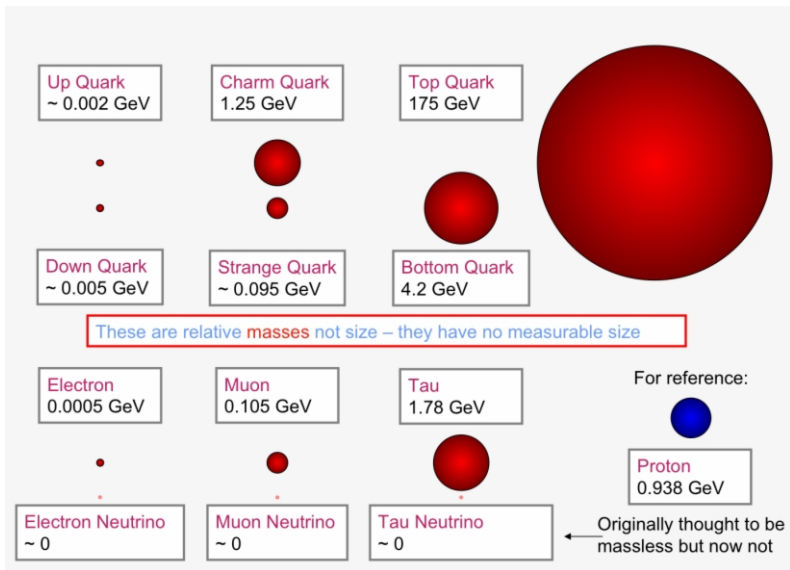 Up Quark
~ 0.002 GeV
Charm Quark
1.25 GeV
Top Quark
175 GeV
Down Quark
~ 0.005 GeV
Strange Quark
~ 0.095 GeV
Bottom Quark
4.2 GeV
These are relative masses not size – they have no measurable size
Electron
0.0005 GeV
Muon
0.105 GeV
Tau
1.78 GeV
For reference:
Proton
0.938 GeV
Electron Neutrino
~ 0
Muon Neutrino
~ 0
Tau Neutrino
~ 0
Originally thought to be
massless but now not